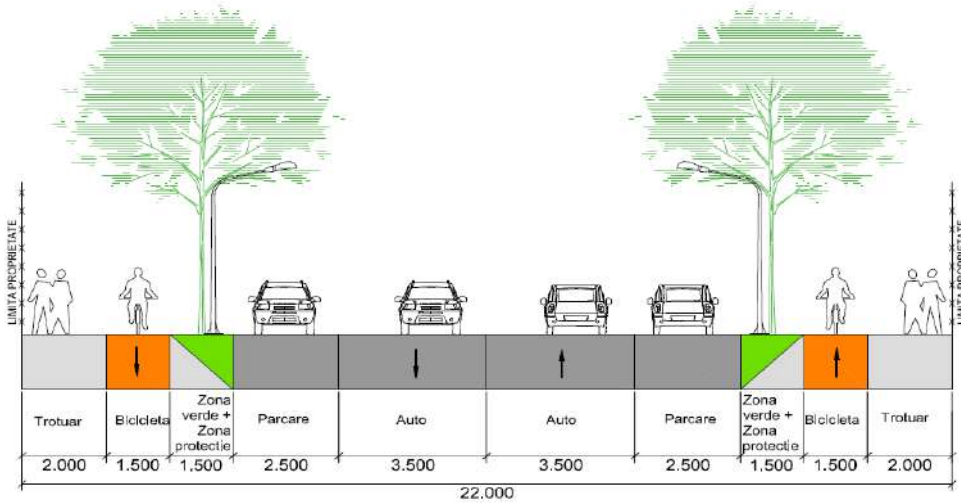 LIMITA PROPRIETATE
LIMITA PROPRIETATE
Trotuar
Bicicleta
Zona
verde +
Zona
protectie
Parcare
Auto
Auto
Parcare
Zona
verde +
Zona
protectie
Bicicleta
Trotuar
2.000
1.500
1.500
2.500
3.500
3.500
2.500
1.500
1.500
2.000
22.000